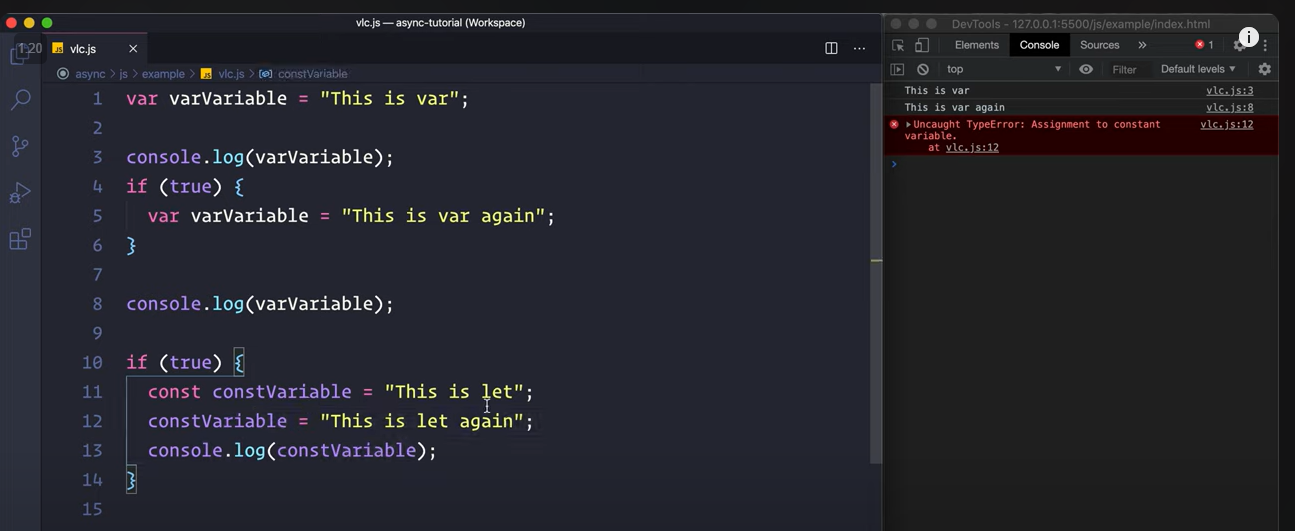 vlc.js — async-tutorial (Workspace)
DevTools - 127.0.0.1:5500/js/example/index.html
1:20
JS vlc.js ×
Elements Console Sources » 1
async > js > example > JS vlc.js > constVariable
top Filter Default levels
1 var varVariable = "This is var";
2
3 console.log(varVariable);
4 if (true) {
5 var varVariable = "This is var again";
6 }
7
8 console.log(varVariable);
9
10 if (true) {
11 const constVariable = "This is let";
12 constVariable = "This is let again";
13 console.log(constVariable);
14 }
15
This is var vlc.js:3
This is var again vlc.js:8
Uncaught TypeError: Assignment to constant vlc.js:12
variable.
at vlc.js:12